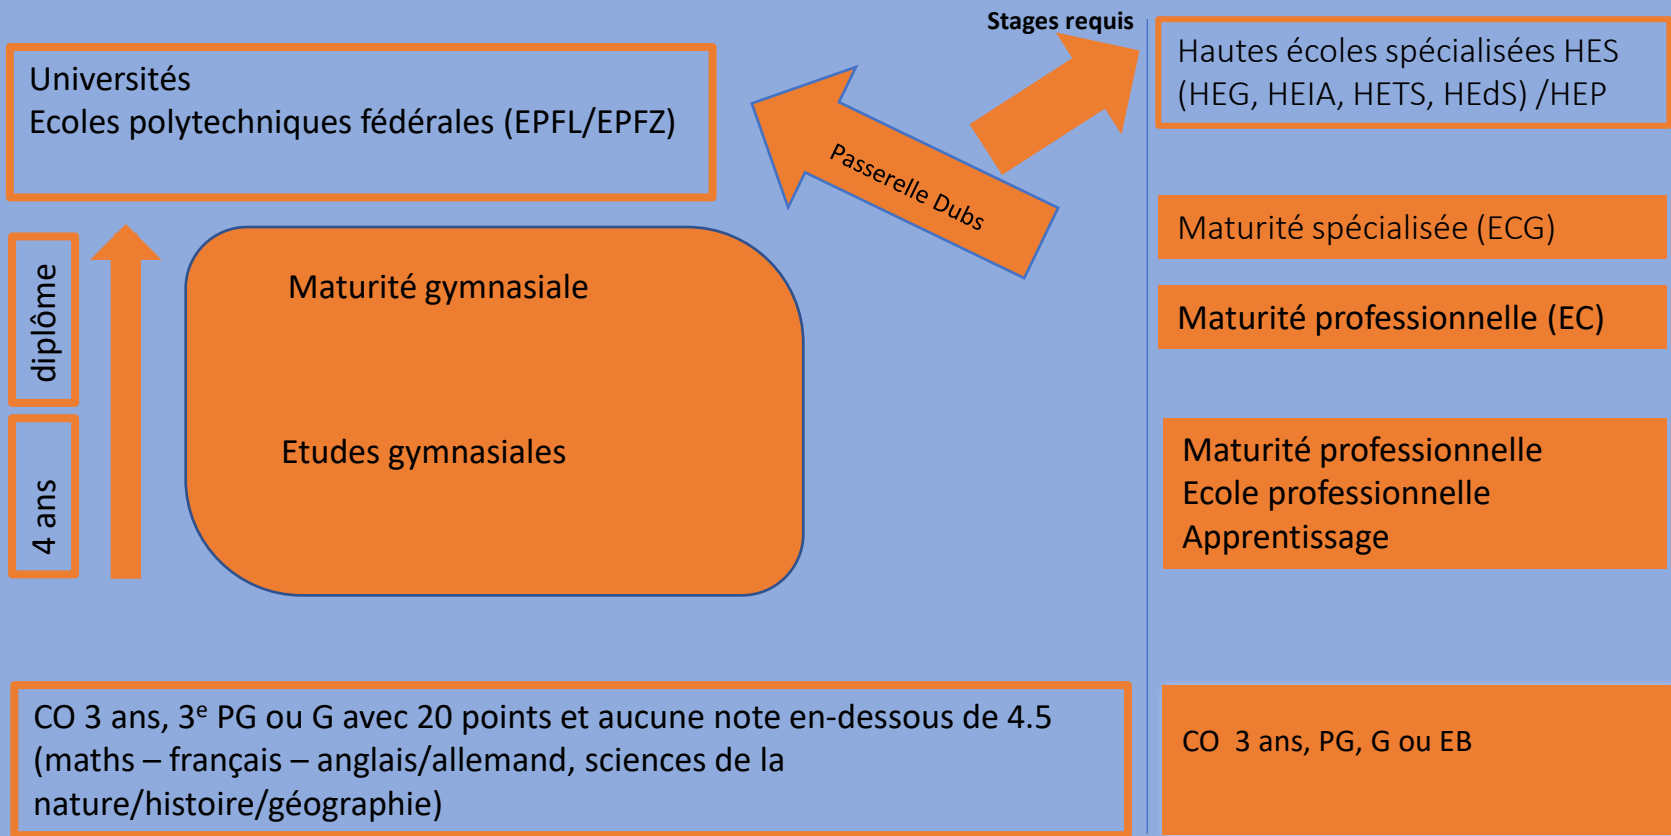 Stages requis
Universités
Ecoles polytechniques fédérales (EPFL/EPFZ)
Hautes écoles spécialisées HES
(HEG, HEIA, HETS, HEdS) /HEP
Passerelle Dubs
Maturité spécialisée (ECG)
diplôme
Maturité gymnasiale
Maturité professionnelle (EC)
4 ans
Etudes gymnasiales
Maturité professionnelle
Ecole professionnelle
Apprentissage
CO 3 ans, 3e PG ou G avec 20 points et aucune note en-dessous de 4.5
(maths – français – anglais/allemand, sciences de la
nature/histoire/géographie)
CO  3 ans, PG, G ou EB